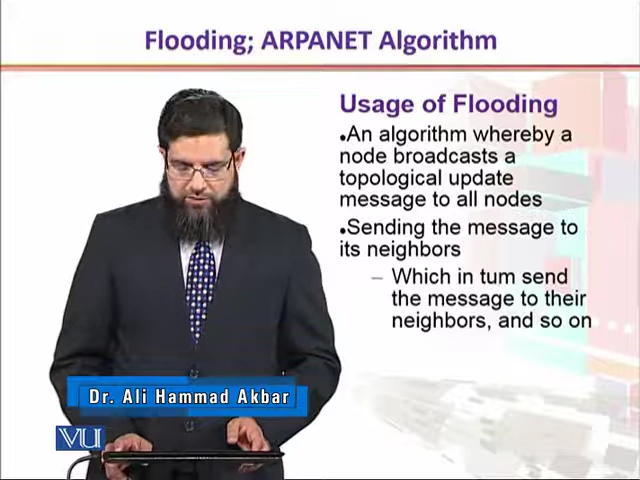 Flooding; ARPANET Algorithm
Usage of Flooding
•An algorithm whereby a
node broadcasts a
topological update
message to all nodes
•Sending the message to
its neighbors
– Which in tum send
the message to their
neighbors, and so on
Dr. Ali Hammad Akbar
VU